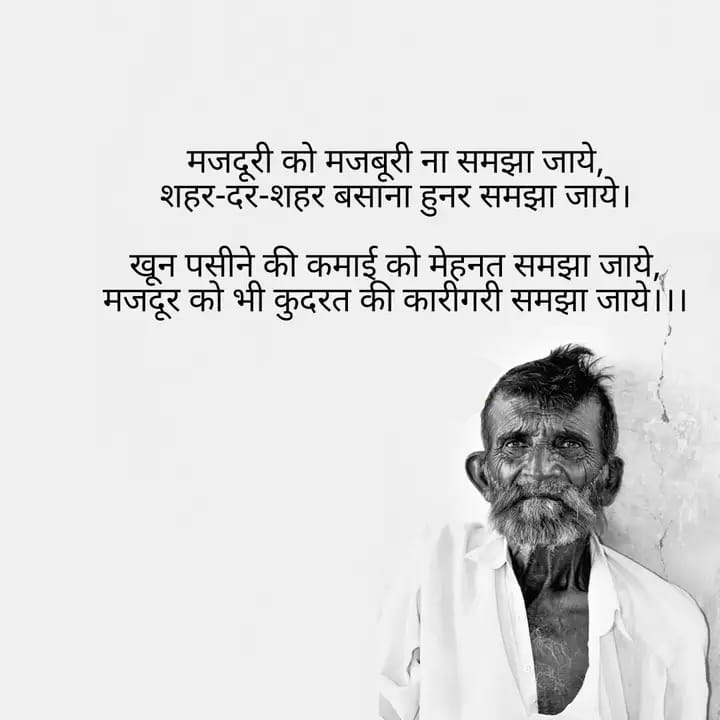 मजदूरी को मजबूरी ना समझा जाये,
शहर-दर-शहर बसाना हुनर समझा जाये।
खून पसीने की कमाई को मेहनत समझा जाये,
मजदूर को भी कुदरत की कारीगरी समझा जाये।।।